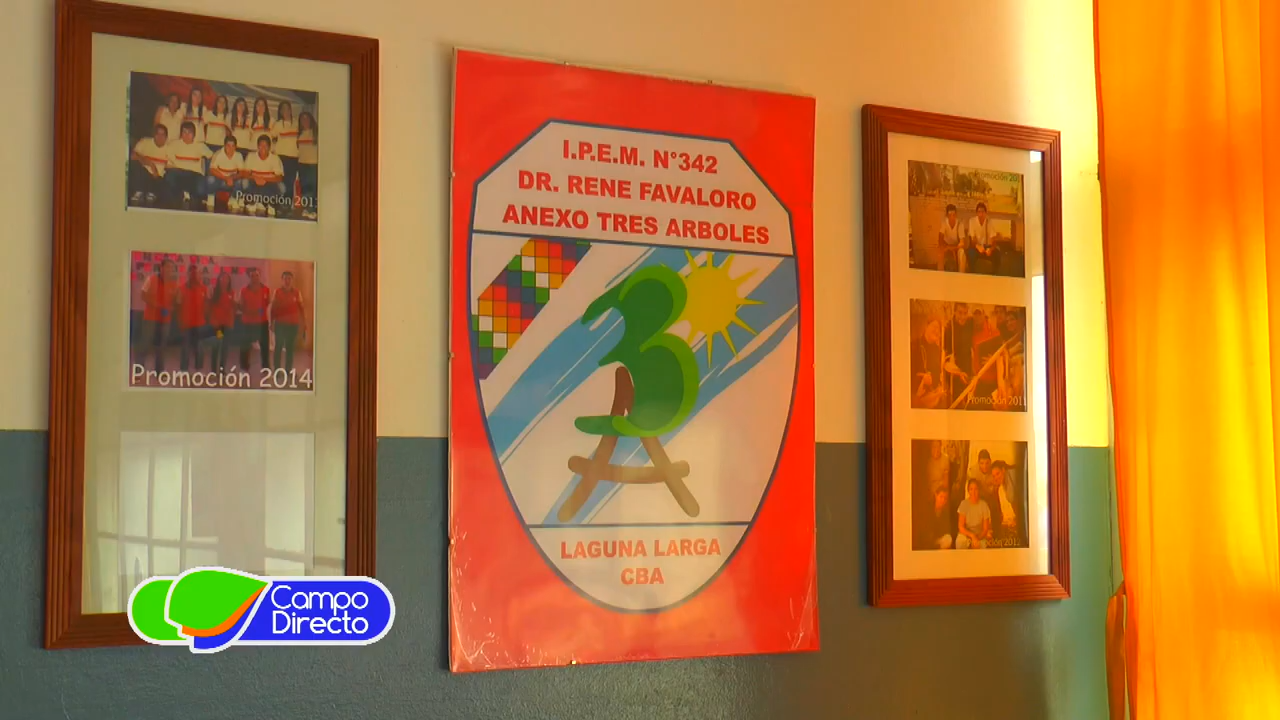 Promoción 201
Promoción 2014
I.P.E.M. N°342
DR. RENE FAVALORO
ANEXO TRES ARBOLES
LAGUNA LARGA
CBA
Promoción 20
Promoción 201
Campo
Directo